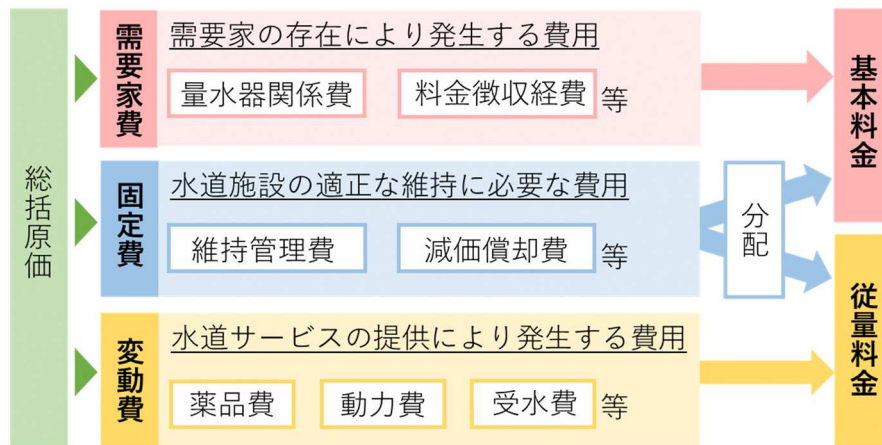 総括原価
需要家費
需要家の存在により発生する費用
量水器関係費
料金徴収経費
等
固定費
水道施設の適正な維持に必要な費用
維持管理費
減価償却費
等
変動費
水道サービスの提供により発生する費用
薬品費
動力費
受水費
等
分配
基本料金
従量料金